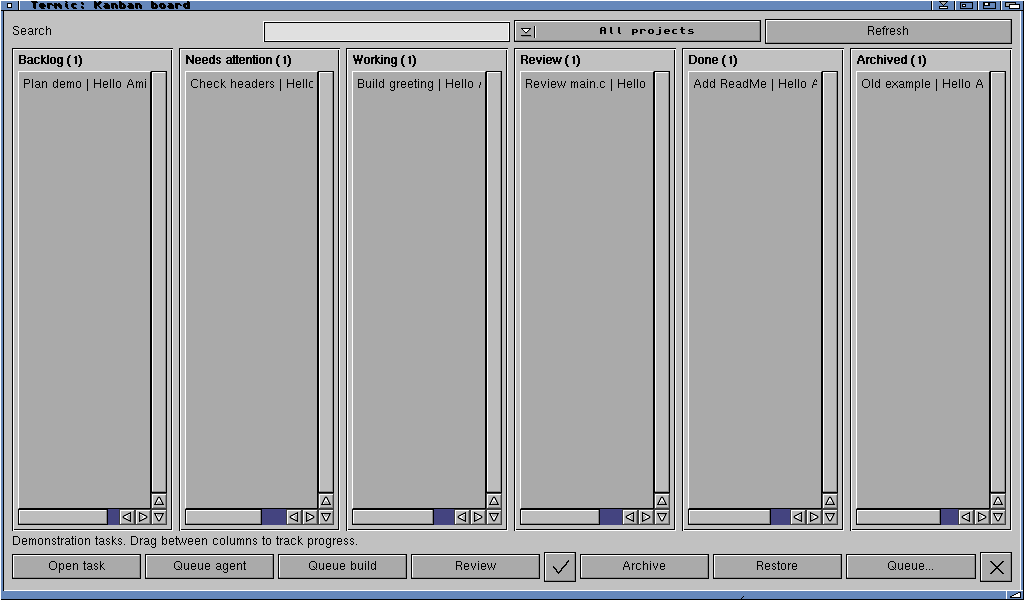 Termic: Kanban board
Search
All projects
Refresh
Backlog (1)
Needs attention (1)
Working (1)
Review (1)
Done (1)
Archived (1)
Plan demo | Hello Ami
Check headers | Hello
Build greeting | Hello
Review main.c | Hello
Add ReadMe | Hello A
Old example | Hello A
Demonstration tasks. Drag between columns to track progress.
Open task
Queue agent
Queue build
Review
Archive
Restore
Queue...